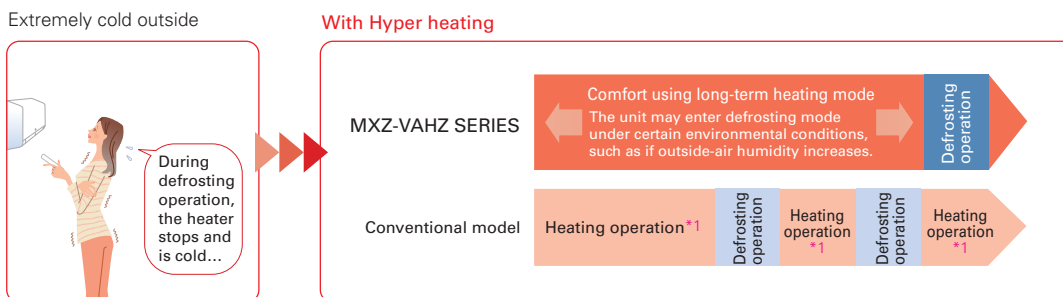 Extremely cold outside
During
defrosting
operation,
the heater
stops and
is cold…
With Hyper heating
MXZ-VAHZ SERIES
Comfort using long-term heating mode
The unit may enter defrosting mode
under certain environmental conditions,
such as if outside-air humidity increases.
Defrosting
operation
Conventional model
Heating operation*1
Defrosting
operation
Heating
operation
*1
Defrosting
operation
Heating
operation
*1